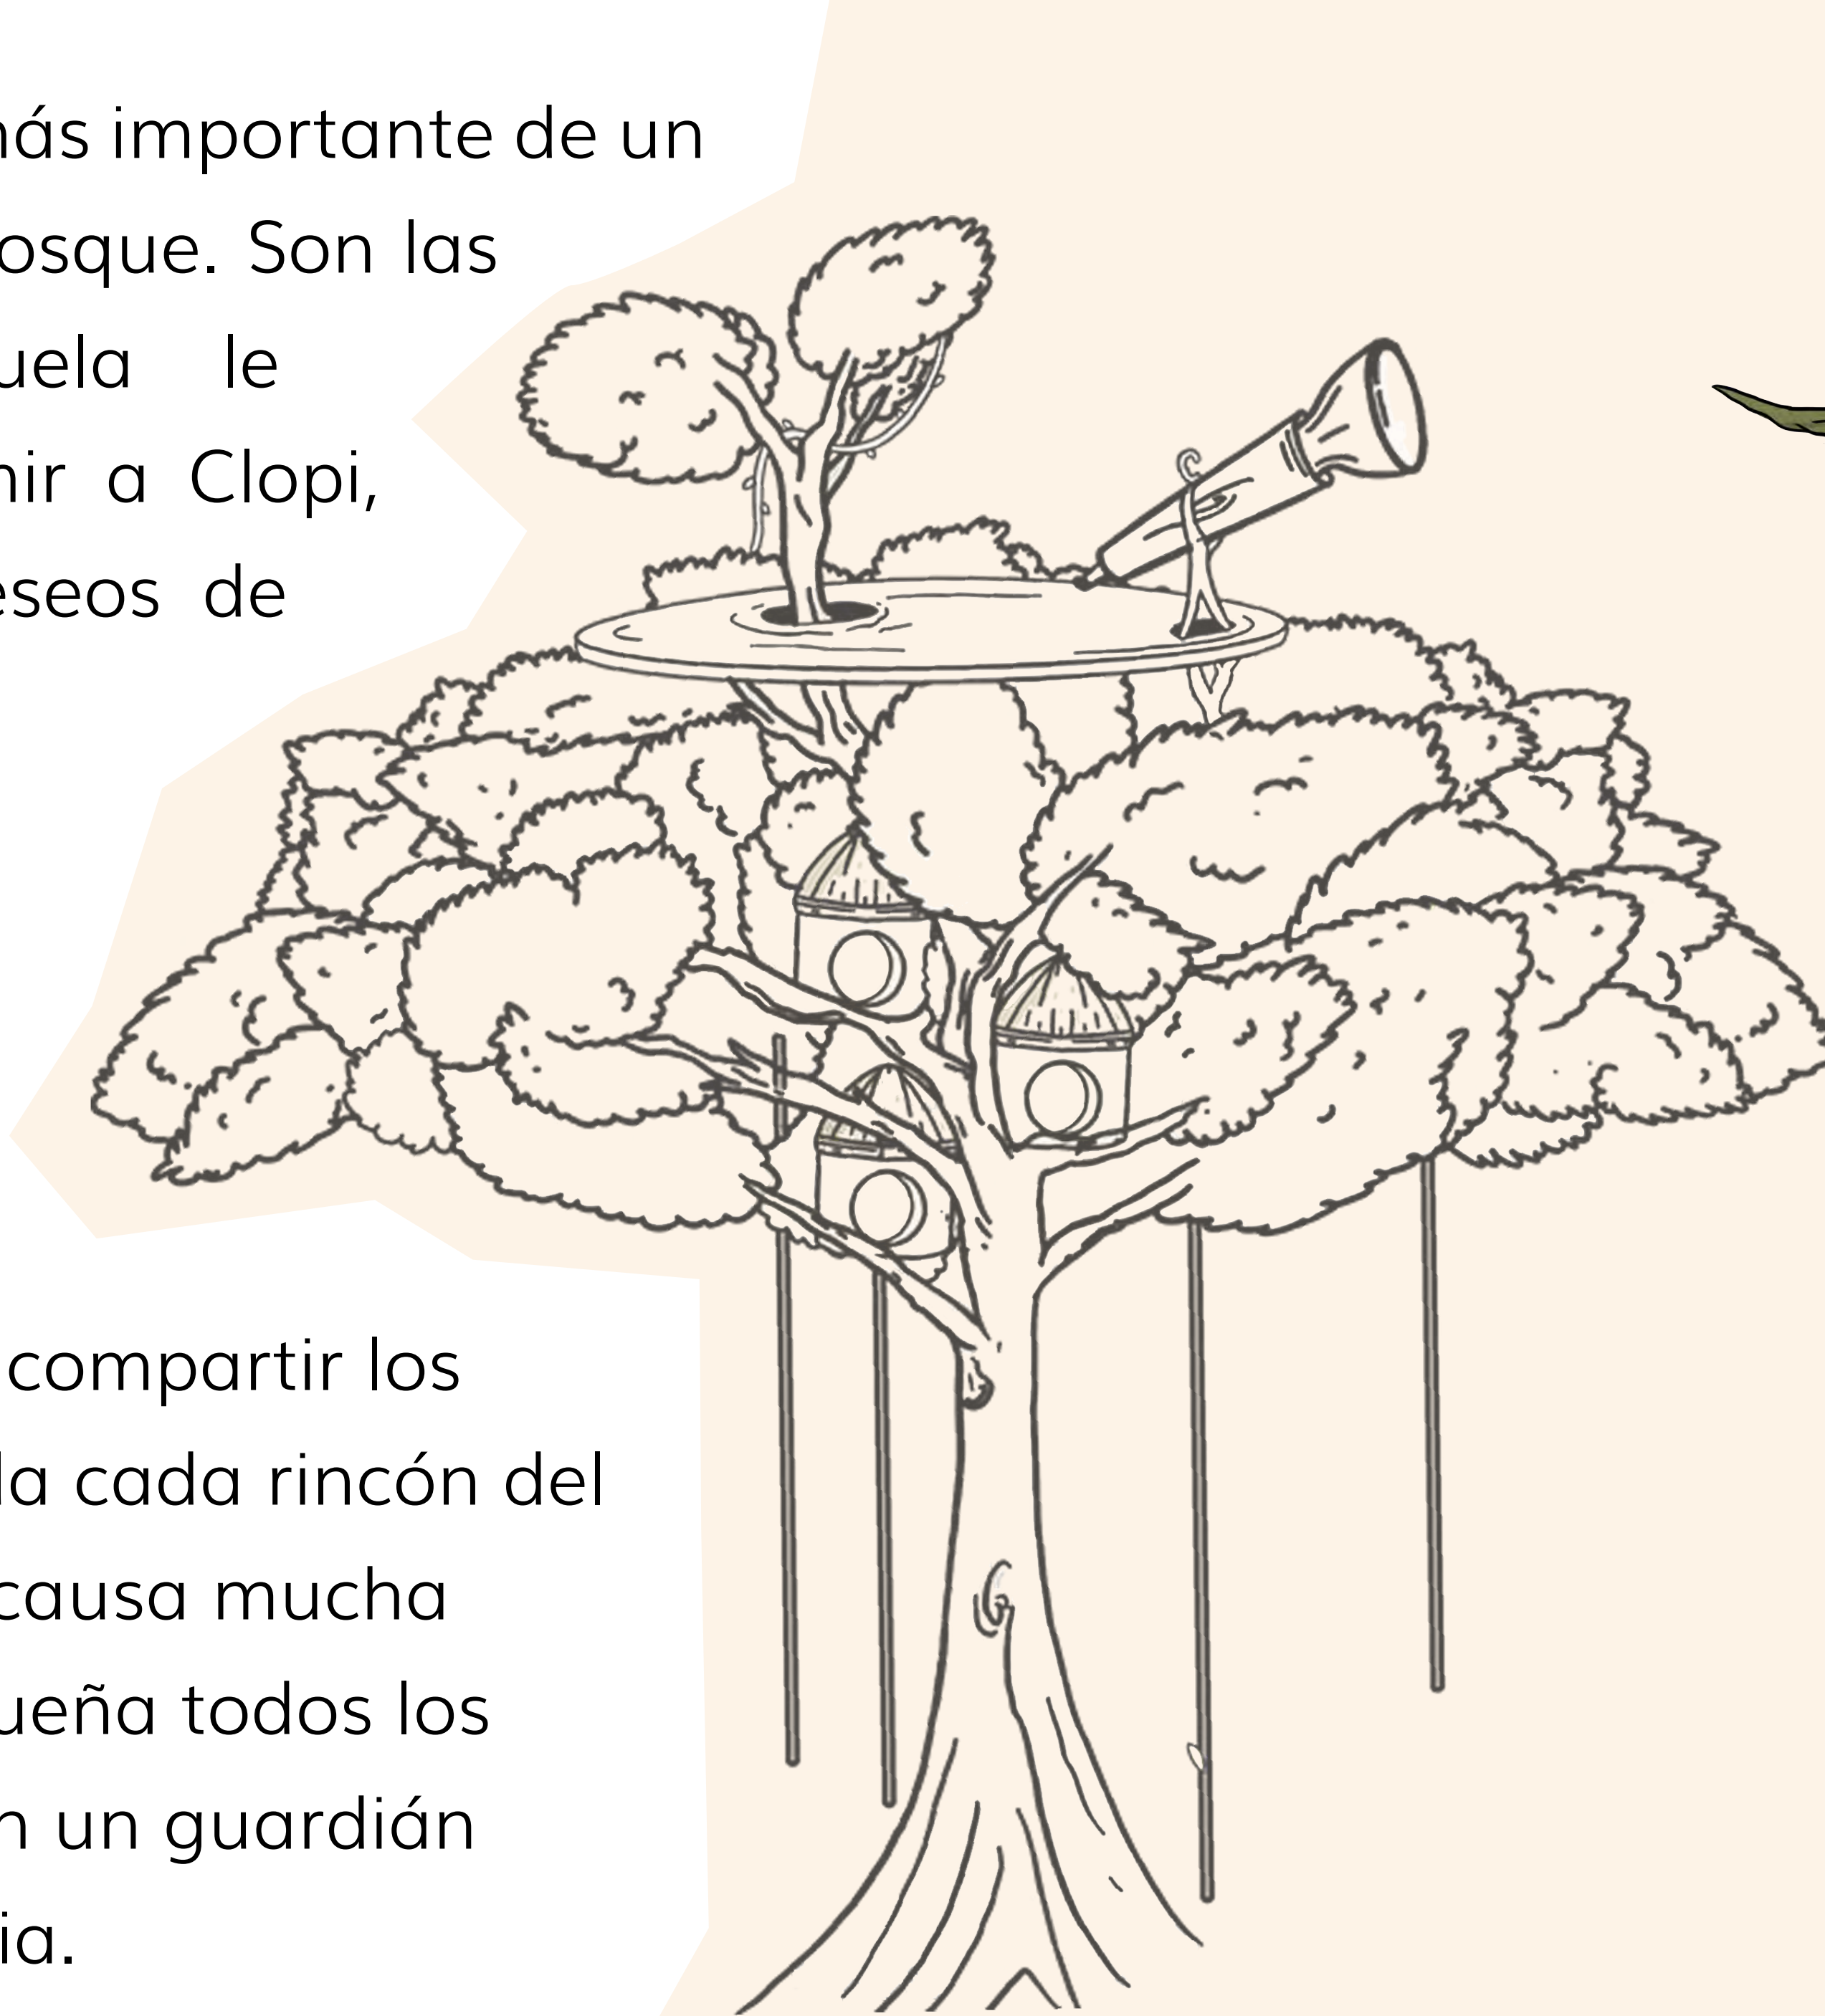 más importante de un
osque. Son las
uela le
nir a Clopi,
eseos de
compartir los
la cada rincón del
causa mucha
ueña todos los
n un guardián
ia.